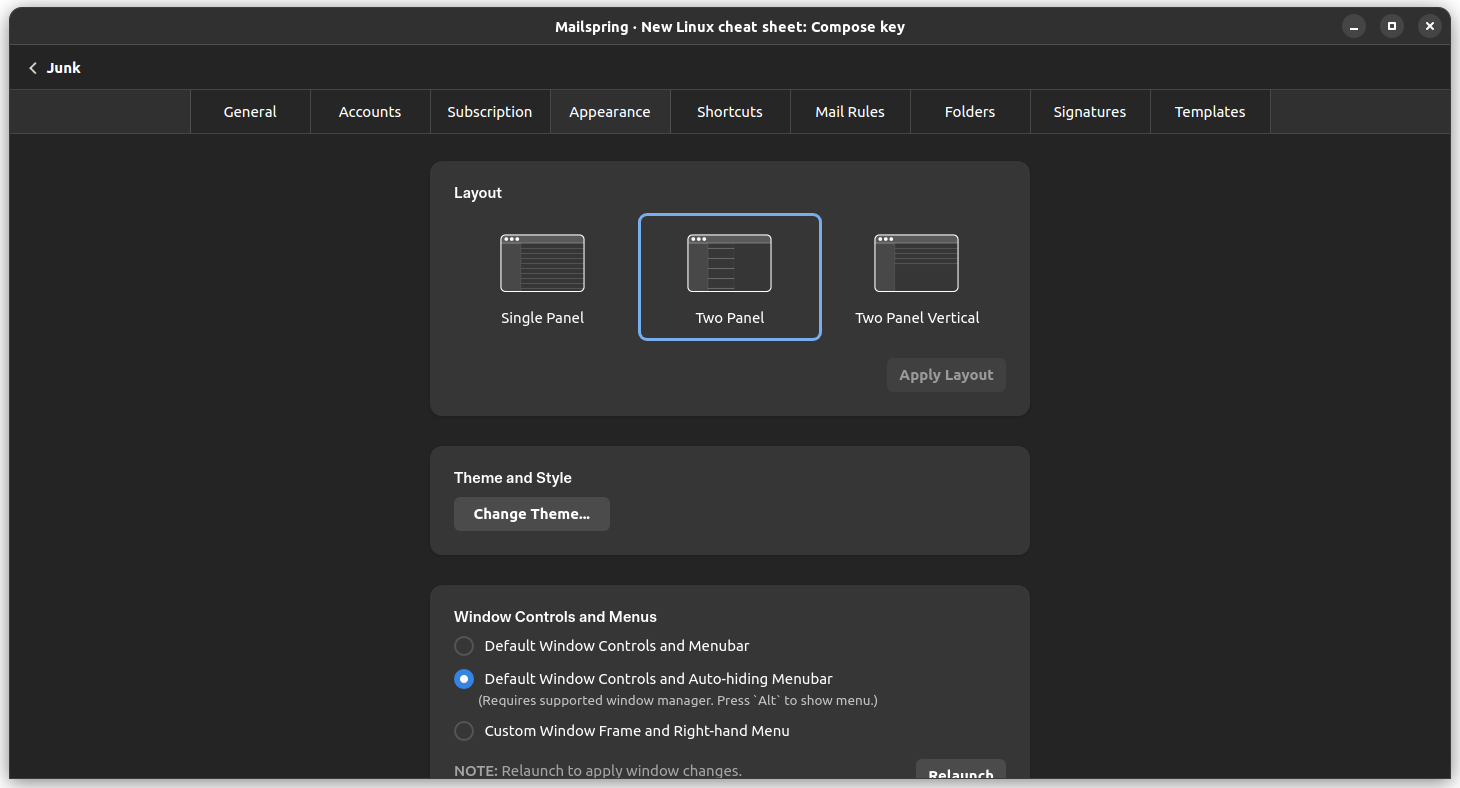 Mailspring · New Linux cheat sheet: Compose key
Junk
General Accounts Subscription Appearance Shortcuts Mail Rules Folders Signatures Templates
Layout
Single Panel Two Panel Two Panel Vertical
Apply Layout
Theme and Style
Change Theme...
Window Controls and Menus
Default Window Controls and Menubar
Default Window Controls and Auto-hiding Menubar
(Requires supported window manager. Press `Alt` to show menu.)
Custom Window Frame and Right-hand Menu
NOTE: Relaunch to apply window changes.
Relaunch